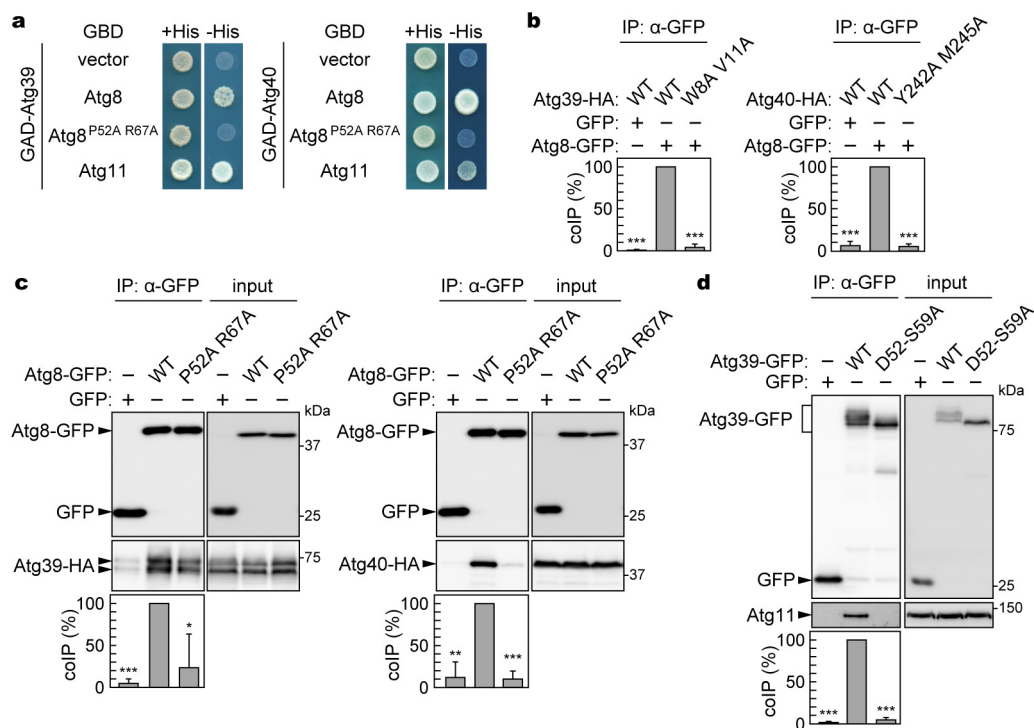 a
GBD +His -His GBD +His -His
GAD-Atg39
vector
Atg8
Atg8 P52A R67A
Atg11
GAD-Atg40
vector
Atg8
Atg8 P52A R67A
Atg11
b
IP: α-GFP
Atg39-HA: WT WT W8A V11A
GFP: + – –
Atg8-GFP: – + +
coIP (%)
100
50
0
*** ***
IP: α-GFP
Atg40-HA: WT WT Y242A M245A
GFP: + – –
Atg8-GFP: – + +
coIP (%)
100
50
0
*** ***
c
IP: α-GFP input
Atg8-GFP: – WT P52A R67A – WT P52A R67A
GFP: + – – + – –
kDa
Atg8-GFP
37
GFP
25
Atg39-HA
75
coIP (%)
100
50
0
*** *
IP: α-GFP input
Atg8-GFP: – WT P52A R67A – WT P52A R67A
GFP: + – – + – –
kDa
Atg8-GFP
37
GFP
25
Atg40-HA
37
coIP (%)
100
50
0
** ***
d
IP: α-GFP input
Atg39-GFP: – WT D52-S59A – WT D52-S59A
GFP: + – – + – –
kDa
Atg39-GFP
75
GFP
25
Atg11
150
coIP (%)
100
50
0
*** ***